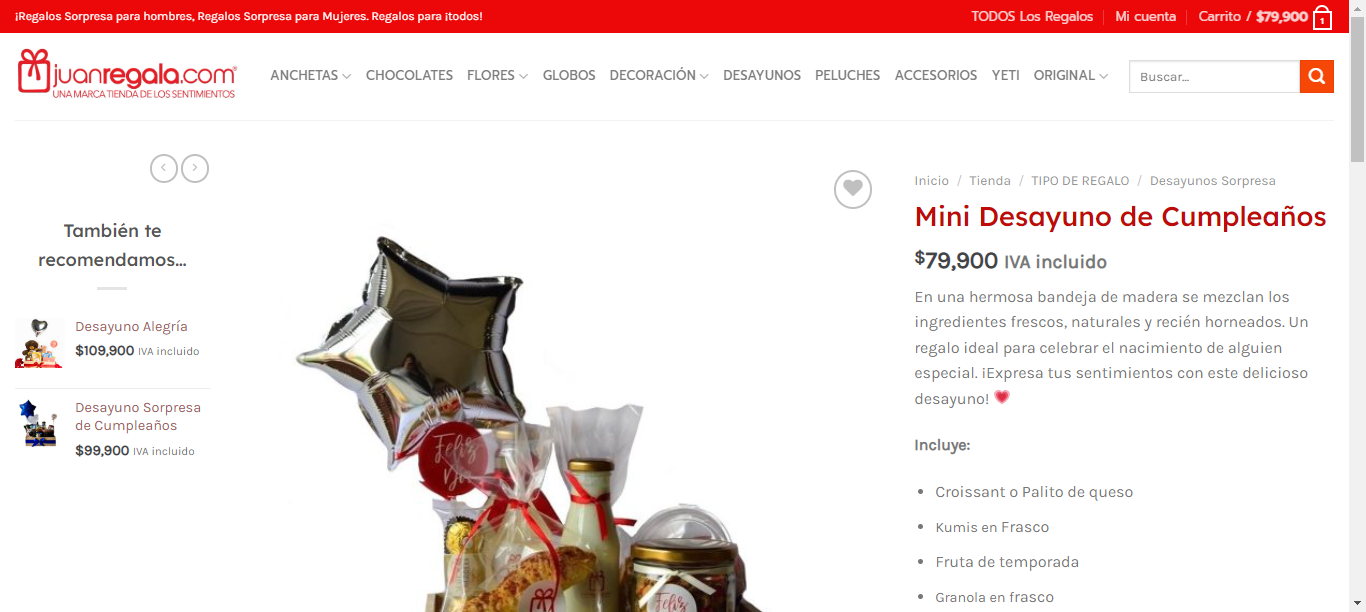 ¡Regalos Sorpresa para hombres, Regalos Sorpresa para Mujeres. Regalos para ¡todos!
TODOS Los Regalos
Mi cuenta
Carrito / $79,900
1
juanregala.com®
UNA MARCA TIENDA DE LOS SENTIMIENTOS
ANCHETAS
CHOCOLATES
FLORES
GLOBOS
DECORACIÓN
DESAYUNOS
PELUCHES
ACCESORIOS
YETI
ORIGINAL
Buscar...
También te
recomendamos...
Desayuno Alegría
$109,900 IVA incluido
Desayuno Sorpresa
de Cumpleaños
$99,900 IVA incluido
Feliz
Día
Feliz
Inicio / Tienda / TIPO DE REGALO / Desayunos Sorpresa
Mini Desayuno de Cumpleaños
$79,900 IVA incluido
En una hermosa bandeja de madera se mezclan los
ingredientes frescos, naturales y recién horneados. Un
regalo ideal para celebrar el nacimiento de alguien
especial. ¡Expresa tus sentimientos con este delicioso
desayuno! 💗
Incluye:
• Croissant o Palito de queso
• Kumis en Frasco
• Fruta de temporada
• Granola en frasco